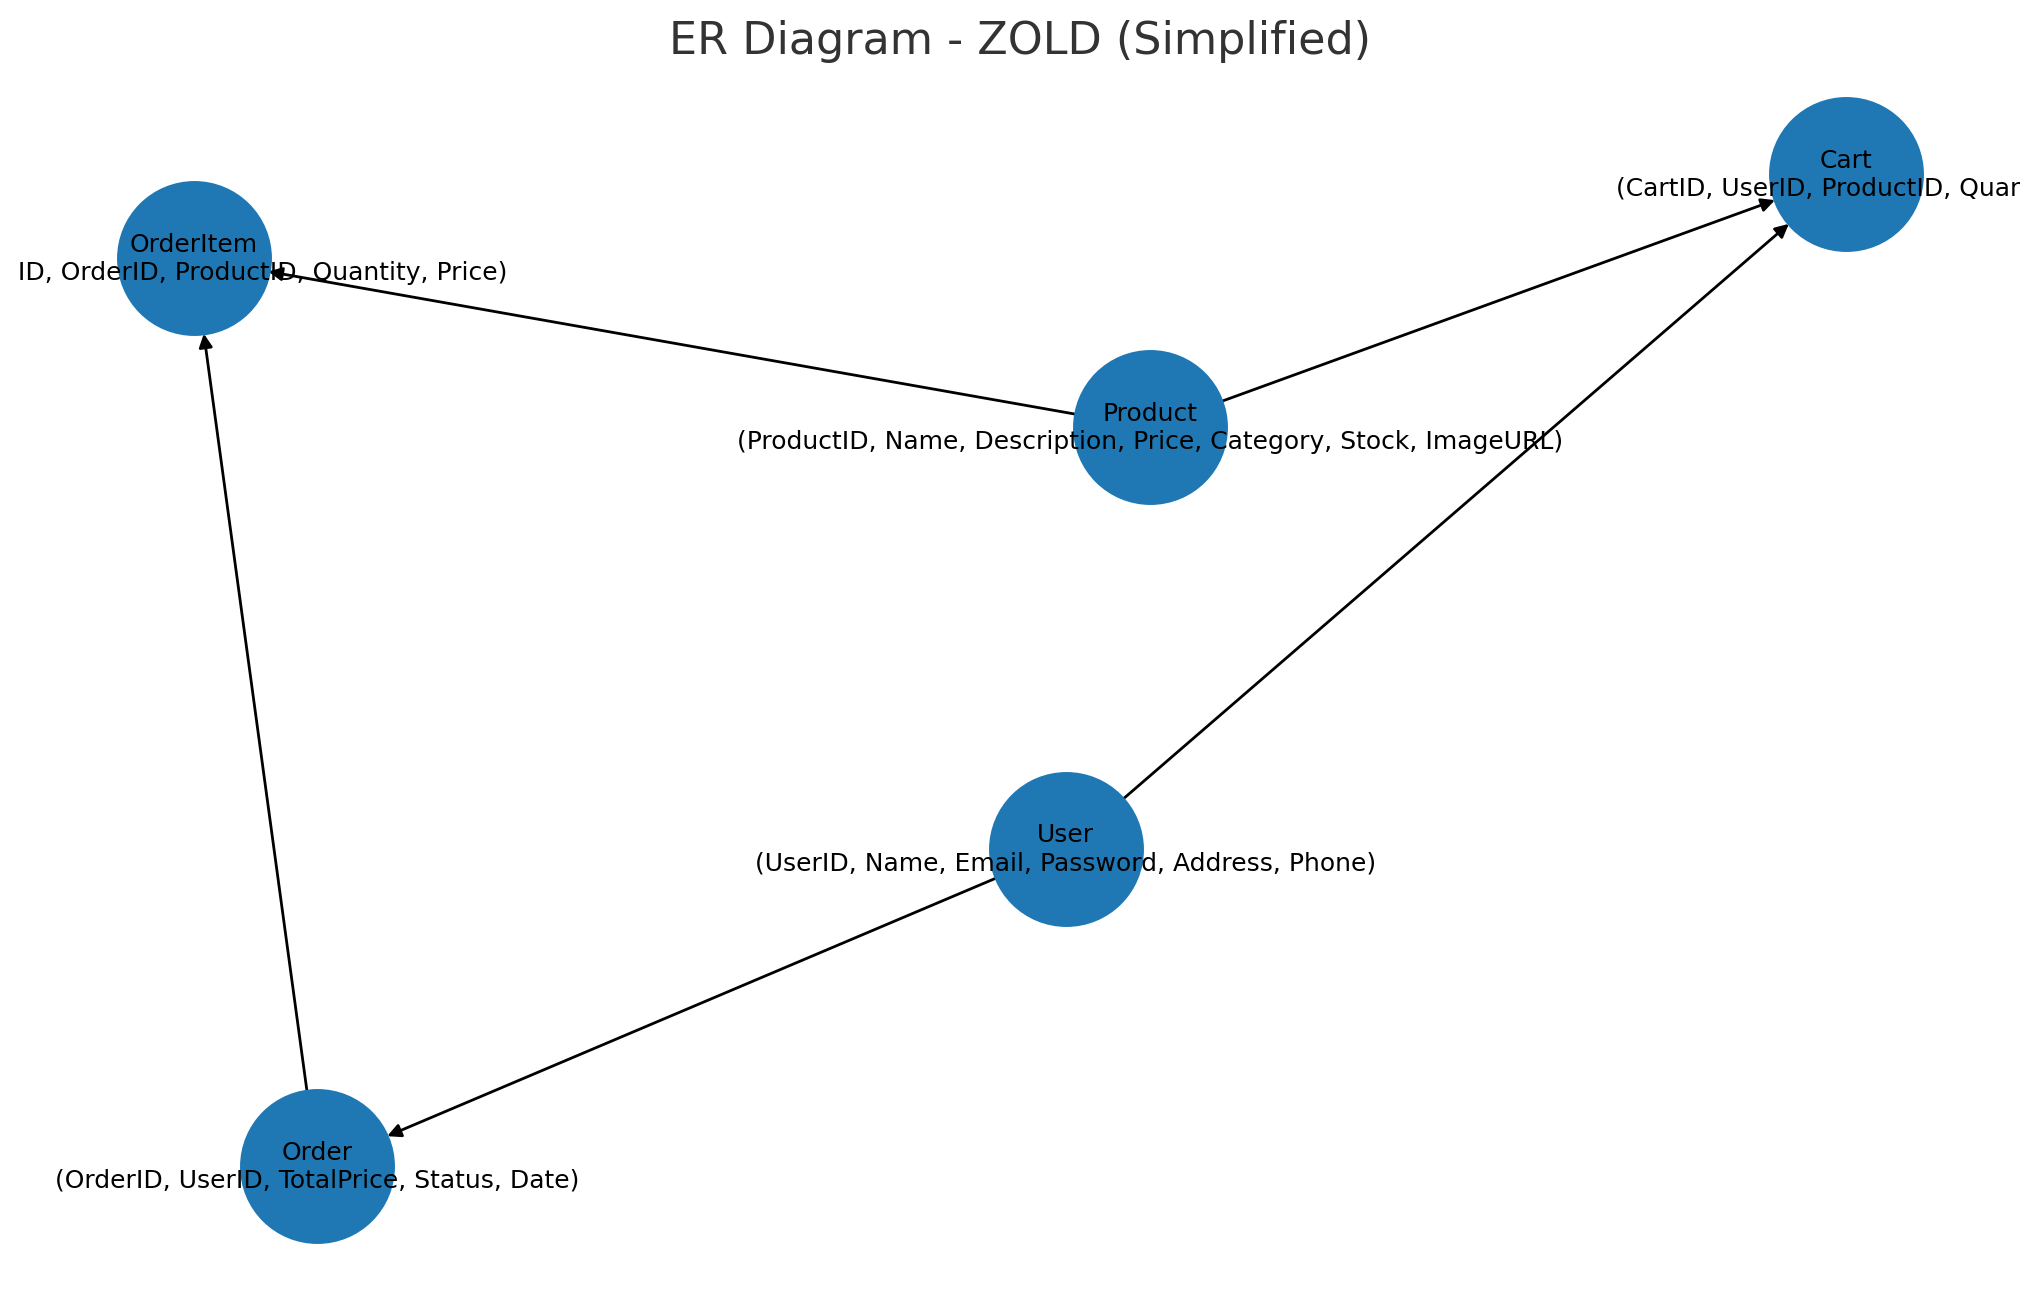 ER Diagram - ZOLD (Simplified)
Cart
(CartID, UserID, ProductID, Quan
OrderItem
ID, OrderID, ProductID, Quantity, Price)
Product
(ProductID, Name, Description, Price, Category, Stock, ImageURL)
User
(UserID, Name, Email, Password, Address, Phone)
Order
(OrderID, UserID, TotalPrice, Status, Date)